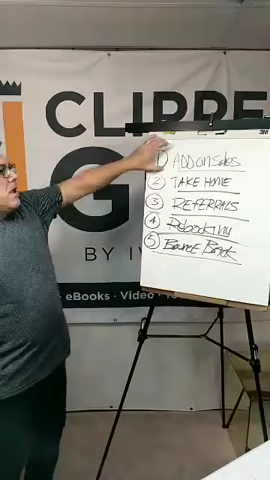 CLIPPE
G
BY IV
eBooks · Video
3M
1 ADD on Sales
2 TAKE HOME
3 REFERRALS
4 Rebooking
5 Bounce Back